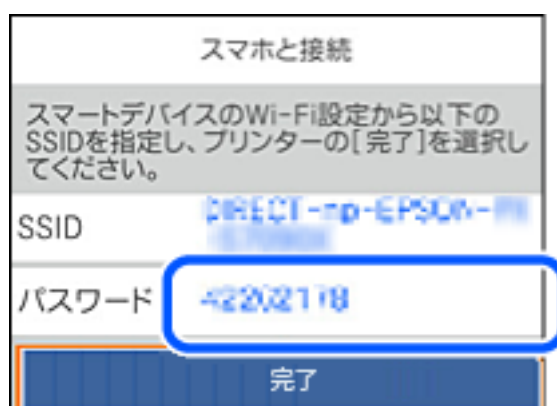 スマホと接続
スマートデバイスのWi-Fi設定から以下の
SSIDを指定し、プリンターの[完了]を選択し
てください。
SSID
パスワード
完了